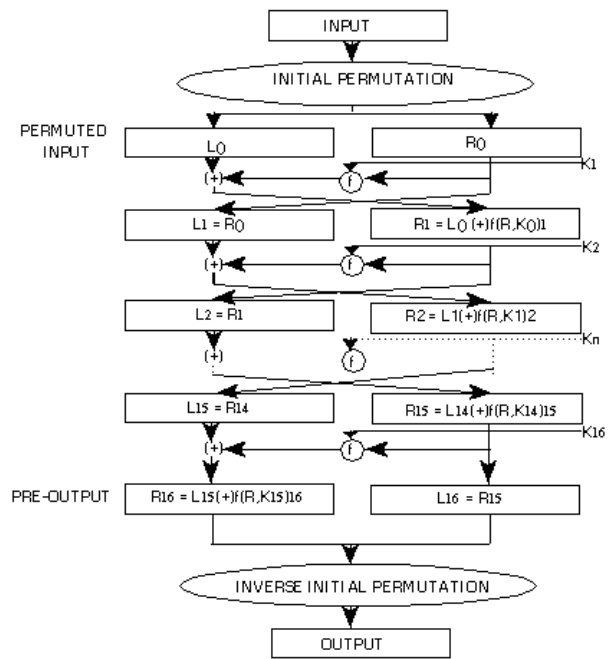 INPUT
INITIAL PERMUTATION
PERMUTED
INPUT
L0
R0
K1
(+)
f
L1 = R0
R1 = L0 (+)f(R,K0)1
K2
(+)
f
L2 = R1
R2 = L1(+)f(R,K1)2
Kn
(+)
f
L15 = R14
R15 = L14(+)f(R,K14)15
K16
(+)
f
PRE-OUTPUT
R16 = L15(+)f(R,K15)16
L16 = R15
INVERSE INITIAL PERMUTATION
OUTPUT